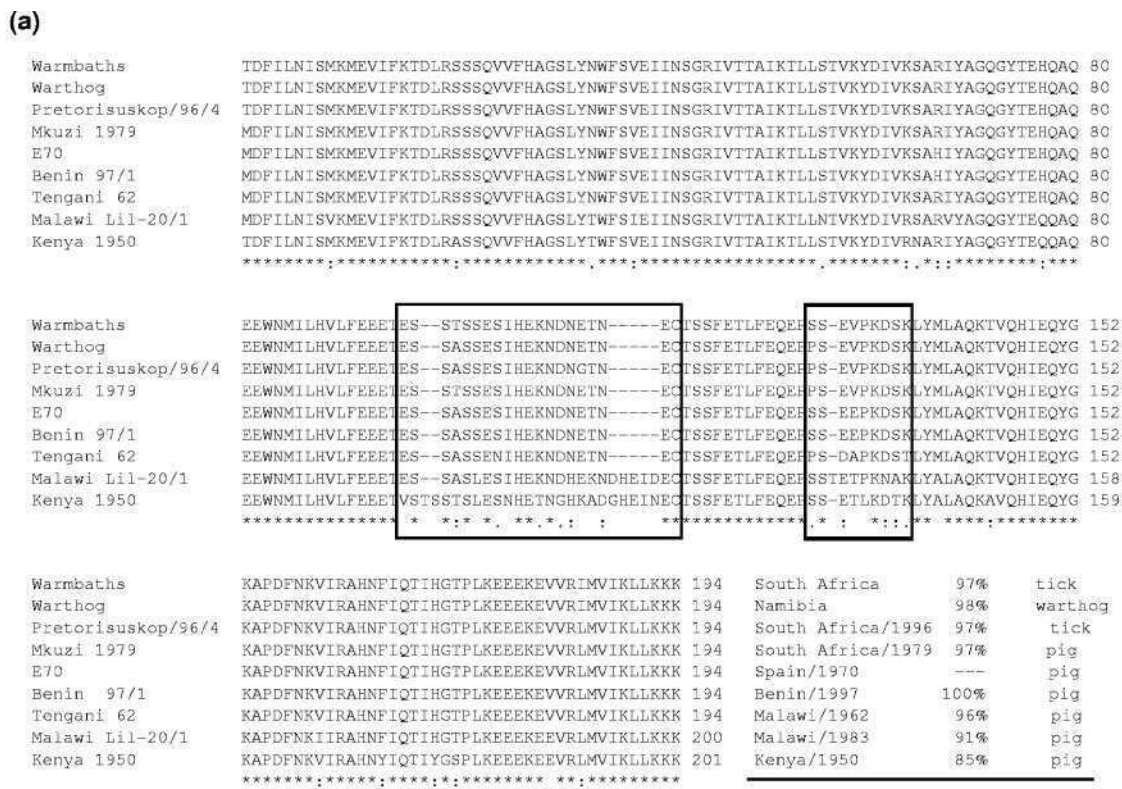 (a)
Warmbaths TDFILNISMKMEVIFKTDLRSSSQVVFHAGSLYNWFSVEIINSGRIVTTAIKTLLSTVKYDIVKSARIYAGQGYTEHQAQ 80
Warthog TDFILNISMKMEVIFKTDLRSSSQVVFHAGSLYNWFSVEIINSGRIVTTAIKTLLSTVKYDIVKSARIYAGQGYTEHQAQ 80
Pretorisuskop/96/4 TDFILNISMKMEVIFKTDLRSSSQVVFHAGSLYNWFSVEIINSGRIVTTAIKTLLSTVKYDIVKSARIYAGQGYTEHQAQ 80
Mkuzi 1979 MDFILNISMKMEVIFKTDLRSSSQVVFHAGSLYNWFSVEIINSGRIVTTAIKTLLSTVKYDIVKSARIYAGQGYTEHQAQ 80
E70 MDFILNISMKMEVIFKTDLRSSSQVVFHAGSLYNWFSVEIINSGRIVTTAIKTLLSTVKYDIVKSAHIYAGQGYTEHQAQ 80
Benin 97/1 MDFILNISMKMEVIFKTDLRSSSQVVFHAGSLYNWFSVEIINSGRIVTTAIKTLLSTVKYDIVKSAHIYAGQGYTEHQAQ 80
Tengani 62 MDFILNISMKMEVIFKTDLRSSSQVVFHAGSLYNWFSVEIINSGRIVTTAIKTLLSTVKYDIVKSARIYAGQGYTEHQAQ 80
Malawi Lil-20/1 MDFILNISVKMEVIFKTDLRSSSQVVFHAGSLYTWFSIEIINSGRIVTTAIKTLLNTVKYDIVRSARVYAGQGYTEQQAQ 80
Kenya 1950 TDFILNISMKMEVIFKTDLRASSQVVFHAGSLYTWFSVEIINSGRIVTTAIKTLLSTVKYDIVRNARIYAGQGYTEQQAQ 80
*******:***********:************.***:*****************.*******:.*::********:***
Warmbaths EEWNMILHVLFEEETES--STSSESIHEKNDNETN-----ECTSSFETLFEQEPSS-EVPKDSKLYMLAQKTVQHIEQYG 152
Warthog EEWNMILHVLFEEETES--SASSESIHEKNDNETN-----ECTSSFETLFEQEPPS-EVPKDSKLYMLAQKTVQHIEQYG 152
Pretorisuskop/96/4 EEWNMILHVLFEEETES--SASSESIHEKNDNGTN-----ECTSSFETLFEQEPPS-EVPKDSKLYMLAQKTVQHIEQYG 152
Mkuzi 1979 EEWNMILHVLFEEETES--STSSESIHEKNDNETN-----ECTSSFETLFEQEPPS-EVPKDSKLYMLAQKTVQHIEQYG 152
E70 EEWNMILHVLFEEETES--SASSESIHEKNDNETN-----ECTSSFETLFEQEPSS-EEPKDSKLYMLAQKTVQHIEQYG 152
Benin 97/1 EEWNMILHVLFEEETES--SASSESIHEKNDNETN-----ECTSSFETLFEQEPSS-EEPKDSKLYMLAQKTVQHIEQYG 152
Tengani 62 EEWNMILHVLFEEETES--SASSENIHEKNDNETN-----ECTSSFETLFEQEPPS-DAPKDSTLYMLAQKTVQHIEQYG 152
Malawi Lil-20/1 EEWNMILHVLFEEETES--SASLESIHEKNDHEKNDHEIDECTSSFETLFEQEPSSTETPKNAKLYALAQKTVQHIEQYG 158
Kenya 1950 EEWNMILHVLFEEETVSTSSTSLESNHETNGHKADGHEINECTSSFETLFEQEPSSTETLKDTKLYALAQKAVQHIEQYG 159
*************** * *:* *. **.*.: : **************.* : *::.** ****:********
Warmbaths KAPDFNKVIRAHNFIQTIHGTPLKEEEKEVVRIMVIKLLKKK 194 South Africa 97% tick
Warthog KAPDFNKVIRAHNFIQTIHGTPLKEEEKEVVRIMVIKLLKKK 194 Namibia 98% warthog
Pretorisuskop/96/4 KAPDFNKVIRAHNFIQTIHGTPLKEEEKEVVRLMVIKLLKKK 194 South Africa/1996 97% tick
Mkuzi 1979 KAPDFNKVIRAHNFIQTIHGTPLKEEEKEVVRLMVIKLLKKK 194 South Africa/1979 97% pig
E70 KAPDFNKVIRAHNFIQTIHGTPLKEEEKEVVRLMVIKLLKKK 194 Spain/1970 --- pig
Benin 97/1 KAPDFNKVIRAHNFIQTIHGTPLKEEEKEVVRLMVIKLLKKK 194 Benin/1997 100% pig
Tengani 62 KAPDFNKVIRAHNFIQTIHGTPLKEEEKEVVRLMVIKLLKKK 194 Malawi/1962 96% pig
Malawi Lil-20/1 KAPDFNKIIRAHNFIQTIHGTPLKEEEKEEVRLMVIKLLKKK 200 Malawi/1983 91% pig
Kenya 1950 KAPDFNKVIRAHNYIQTIYGSPLKEEEKEVVRLMVIKLLKKK 201 Kenya/1950 85% pig
*******:*****:****:*:******** **:*********